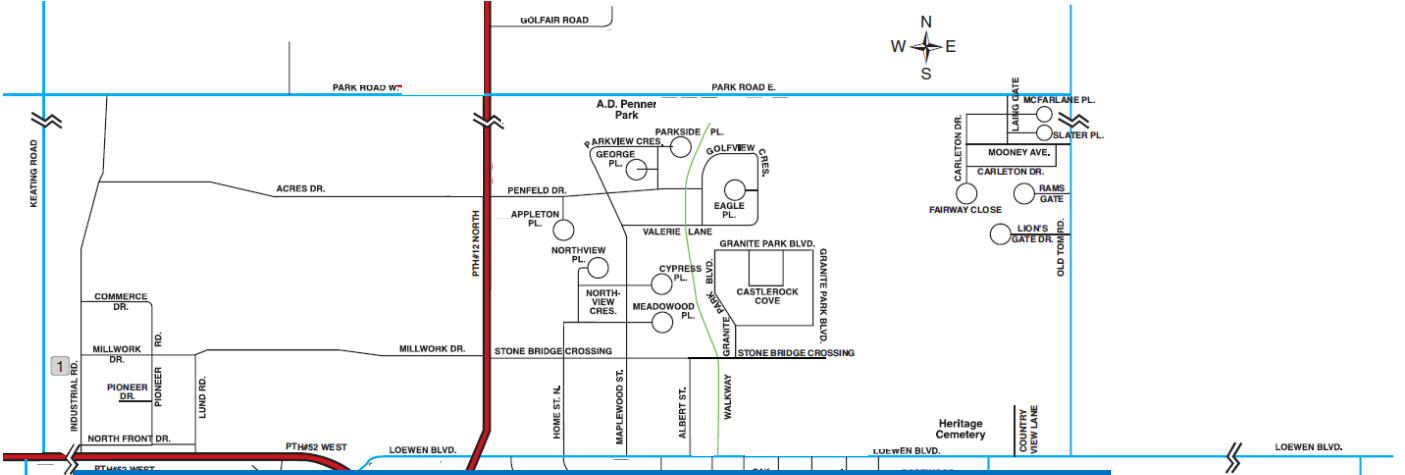 GOLFAIR ROAD
N
W E
S
PARK ROAD W.
PARK ROAD E.
A.D. Penner
Park
LAING GATE
MCFARLANE PL.
SLATER PL.
CARLETON DR.
MOONEY AVE.
CARLETON DR.
PARKSIDE PL.
PARKVIEW CRES.
GEORGE
PL.
GOLFVIEW
CRES.
KEATING ROAD
ACRES DR.
PENFELD DR.
EAGLE
PL.
FAIRWAY CLOSE
RAMS
GATE
APPLETON
PL.
VALERIE LANE
LION'S
GATE DR.
OLD TOM RD.
PTH#12 NORTH
NORTHVIEW
PL.
GRANITE PARK BLVD.
GRANITE PARK BLVD.
CYPRESS
PL.
GRANITE PARK BLVD.
CASTLEROCK
COVE
NORTH-
VIEW
CRES.
MEADOWOOD
PL.
COMMERCE
DR.
MILLWORK
DR.
PIONEER RD.
MILLWORK DR.
STONE BRIDGE CROSSING
STONE BRIDGE CROSSING
1
INDUSTRIAL RD.
PIONEER
DR.
LUND RD.
HOME ST. N.
MAPLEWOOD ST.
ALBERT ST.
WALKWAY
NORTH FRONT DR.
Heritage
Cemetery
COUNTRY
VIEW LANE
PTH#52 WEST
LOEWEN BLVD.
LOEWEN BLVD.
LOEWEN BLVD.
PTH#52 WEST